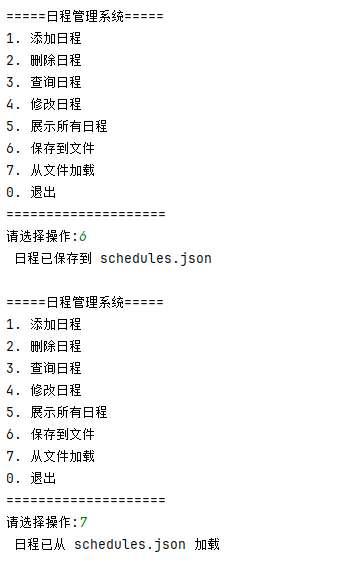 =====日程管理系统=====
1. 添加日程
2. 删除日程
3. 查询日程
4. 修改日程
5. 展示所有日程
6. 保存到文件
7. 从文件加载
0. 退出
====================
请选择操作:6
日程已保存到 schedules.json
=====日程管理系统=====
1. 添加日程
2. 删除日程
3. 查询日程
4. 修改日程
5. 展示所有日程
6. 保存到文件
7. 从文件加载
0. 退出
====================
请选择操作:7
日程已从 schedules.json 加载